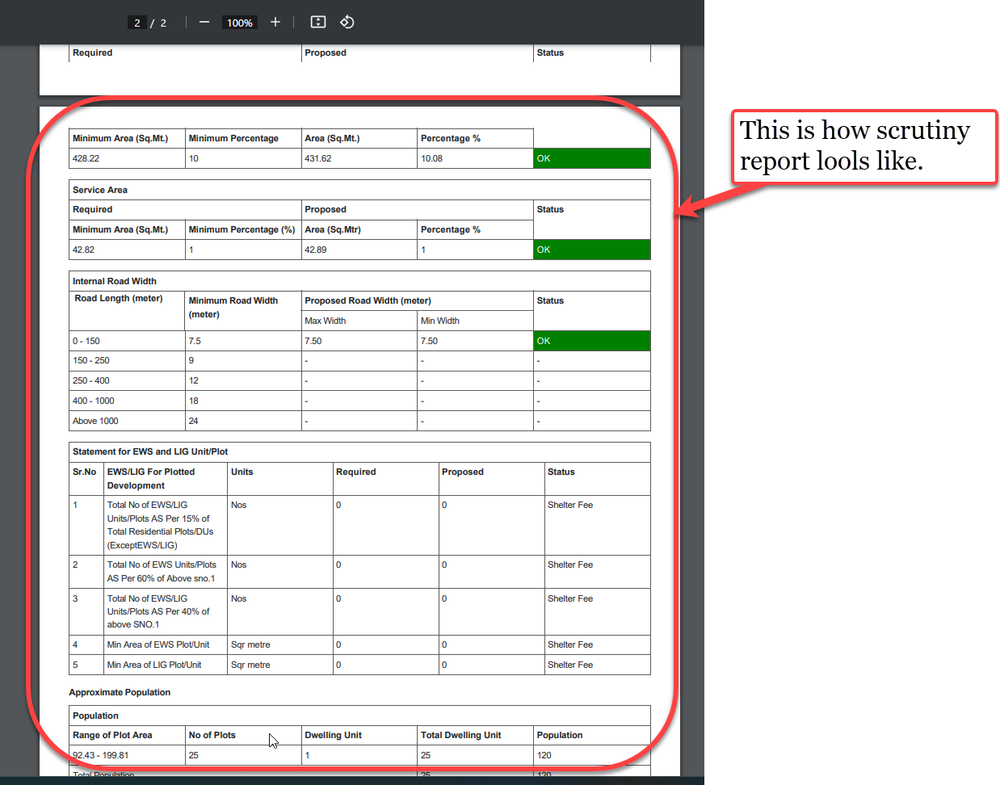 2 / 2 100%
Required Proposed Status
This is how scrutiny
report lools like.
Minimum Area (Sq.Mt.) Minimum Percentage Area (Sq.Mt.) Percentage %
428.22 10 431.62 10.08 OK
Service Area
Required Proposed Status
Minimum Area (Sq.Mt.) Minimum Percentage (%) Area (Sq.Mtr) Percentage %
42.82 1 42.89 1 OK
Internal Road Width
Road Length (meter) Minimum Road Width Proposed Road Width (meter) Status
(meter)
Max Width Min Width
0 - 150 7.5 7.50 7.50 OK
150 - 250 9 - - -
250 - 400 12 - - -
400 - 1000 18 - - -
Above 1000 24 - - -
Statement for EWS and LIG Unit/Plot
Sr.No EWS/LIG For Plotted Units Required Proposed Status
Development
1 Total No of EWS/LIG Nos 0 0 Shelter Fee
Units/Plots AS Per 15% of
Total Residential Plots/DUs
(ExceptEWS/LIG)
2 Total No of EWS Units/Plots Nos 0 0 Shelter Fee
AS Per 60% of Above sno.1
3 Total No of EWS/LIG Nos 0 0 Shelter Fee
Units/Plots AS Per 40% of
above SNO.1
4 Min Area of EWS Plot/Unit Sqr metre 0 0 Shelter Fee
5 Min Area of LIG Plot/Unit Sqr metre 0 0 Shelter Fee
Approximate Population
Population
Range of Plot Area No of Plots Dwelling Unit Total Dwelling Unit Population
92.43 - 199.81 25 1 25 120
Total Population 25 120